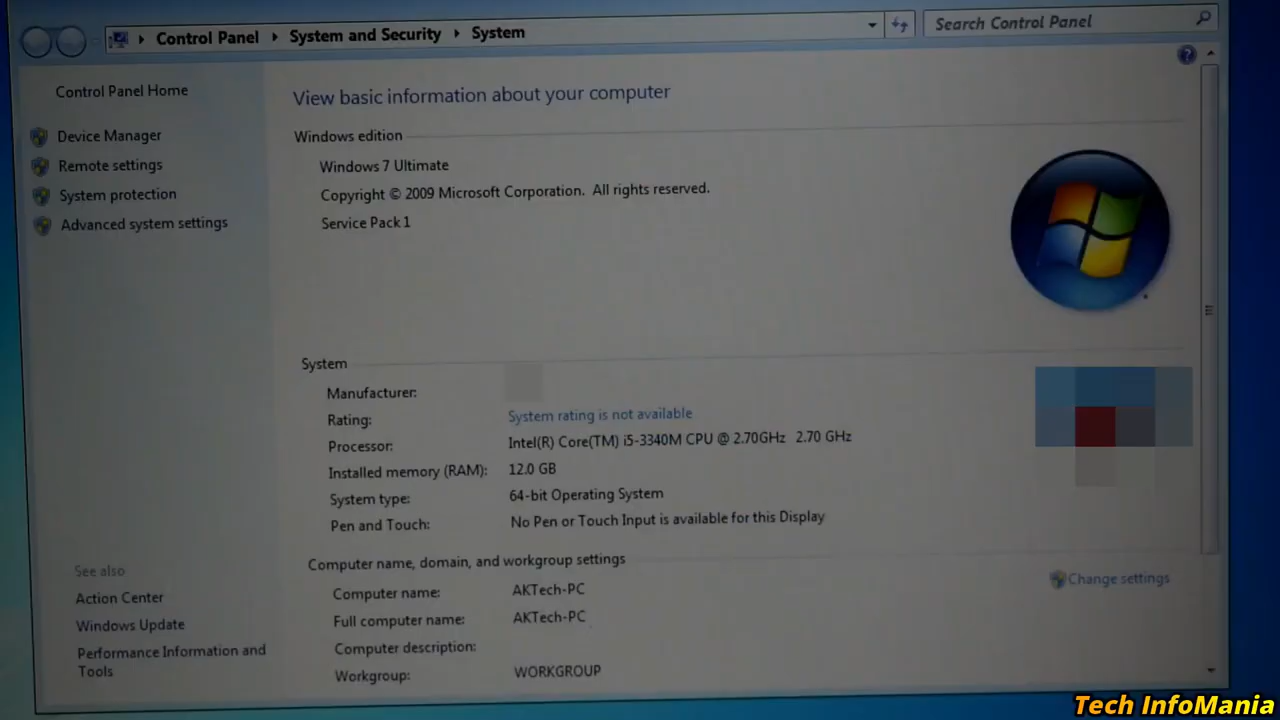 Control Panel System and Security System
Search Control Panel
Control Panel Home
Device Manager
Remote settings
System protection
Advanced system settings
View basic information about your computer
Windows edition
Windows 7 Ultimate
Copyright © 2009 Microsoft Corporation. All rights reserved.
Service Pack 1
System
Manufacturer:
Rating: System rating is not available
Processor: Intel(R) Core(TM) i5-3340M CPU @ 2.70GHz 2.70 GHz
Installed memory (RAM): 12.0 GB
System type: 64-bit Operating System
Pen and Touch: No Pen or Touch Input is available for this Display
Computer name, domain, and workgroup settings
Computer name: AKTech-PC
Change settings
Full computer name: AKTech-PC
Computer description:
Workgroup: WORKGROUP
See also
Action Center
Windows Update
Performance Information and
Tools
Tech InfoMania